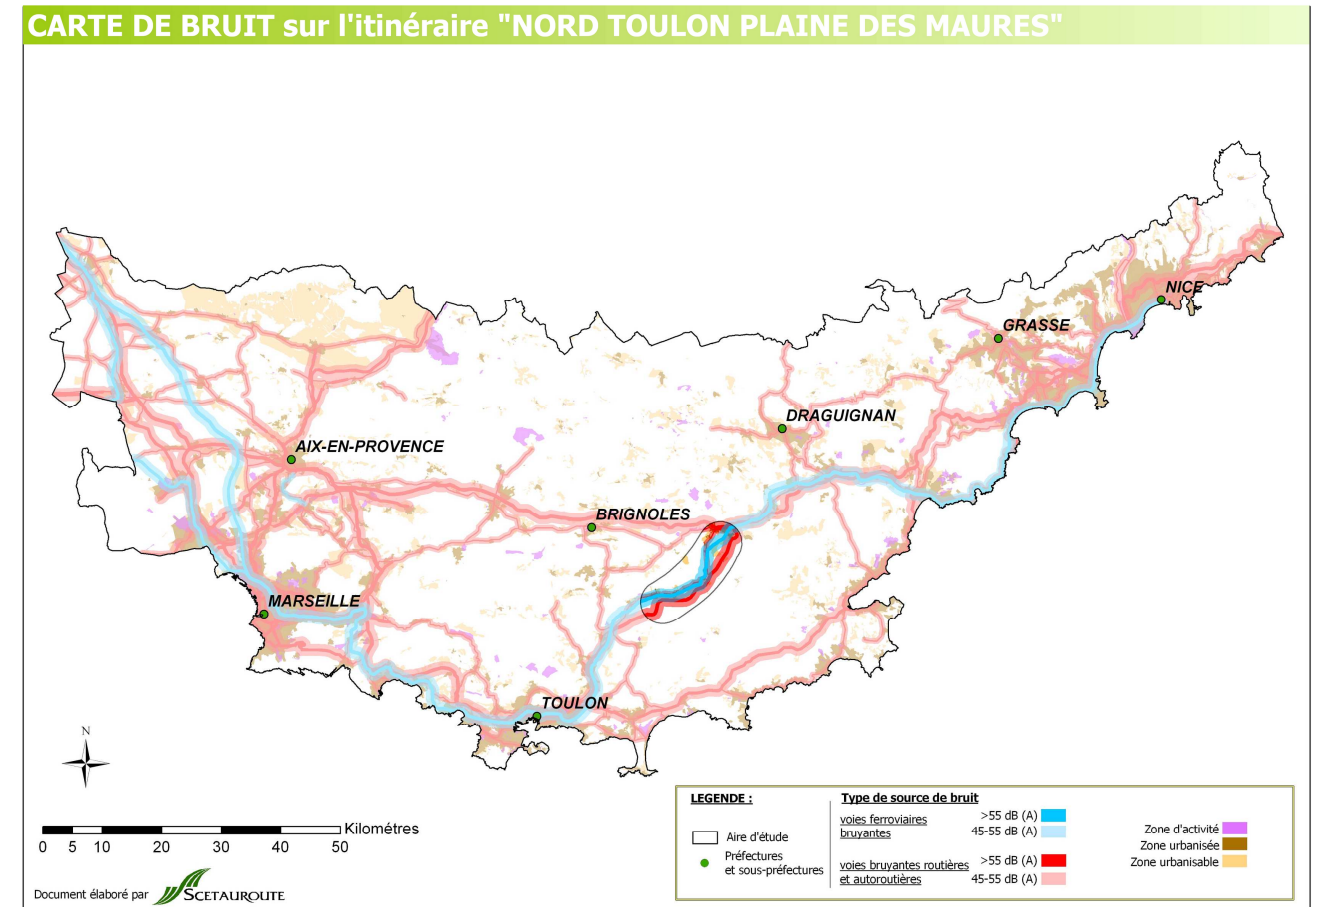 CARTE DE BRUIT sur l'itinéraire "NORD TOULON PLAINE DES MAURES"
NICE
GRASSE
DRAGUIGNAN
AIX-EN-PROVENCE
BRIGNOLES
MARSEILLE
TOULON
N
Kilométres
0 5 10 20 30 40 50
Document élaboré par SCETAUROUTE
LEGENDE :
Aire d'étude
Préfectures
et sous-préfectures
Type de source de bruit
voies ferroviaires
bruyantes
>55 dB (A)
45-55 dB (A)
voies bruyantes routières
et autoroutières
>55 dB (A)
45-55 dB (A)
Zone d'activité
Zone urbanisée
Zone urbanisable